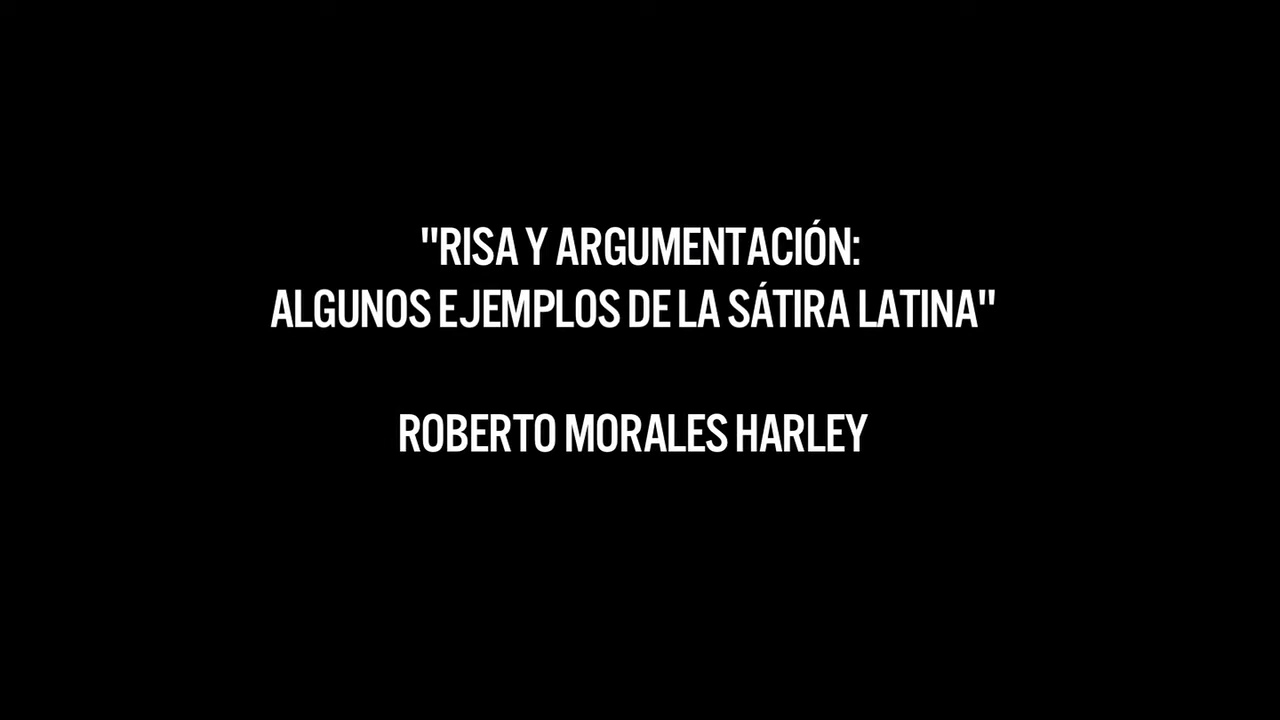 "RISA Y ARGUMENTACIÓN:
ALGUNOS EJEMPLOS DE LA SÁTIRA LATINA"
ROBERTO MORALES HARLEY